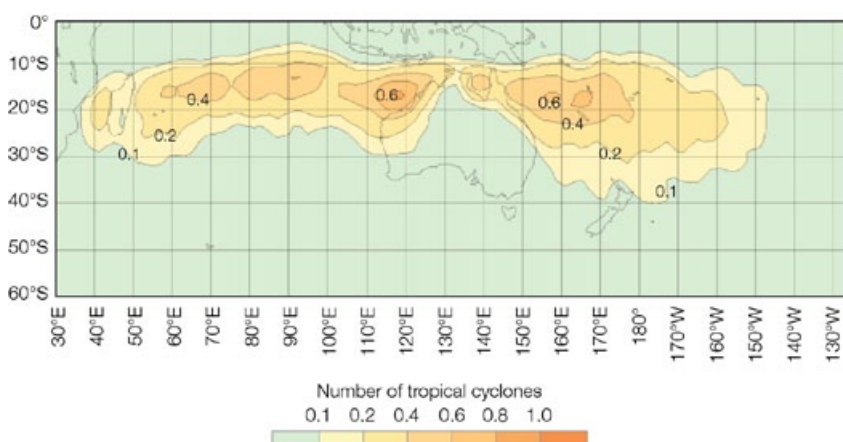 0°
10°S
0.6
0.4
0.6
20°S
0.4
0.2
30°S
0.1
0.2
40°S
0.1
50°S
60°S
30°E 40°E 50°E 60°E 70°E 80°E 90°E 100°E 110°E 120°E 130°E 140°E 150°E 160°E 170°E 180° 170°W 160°W 150°W 140°W 130°W
Number of tropical cyclones
0.1 0.2 0.4 0.6 0.8 1.0